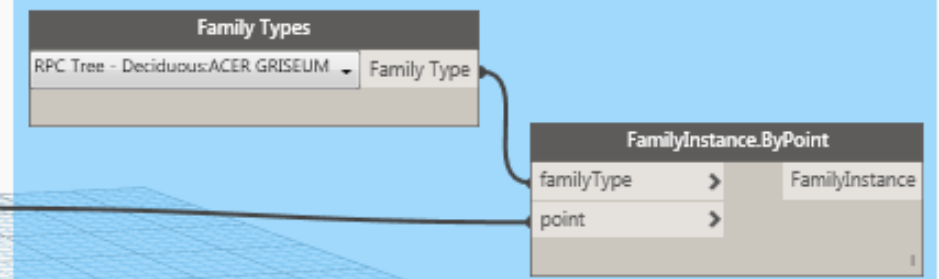 Family Types
RPC Tree - Deciduous:ACER GRISEUM
Family Type
FamilyInstance.ByPoint
familyType
FamilyInstance
point